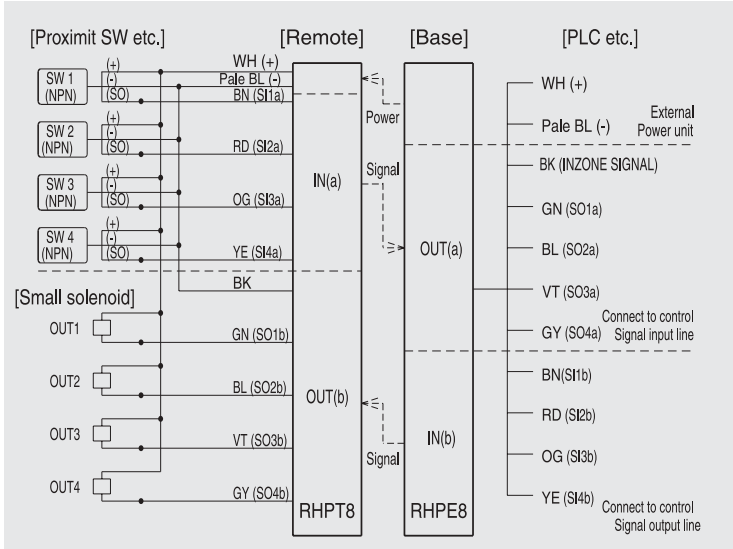 [Proximit SW etc.] [Remote] [Base] [PLC etc.]
SW 1
(NPN)
(+)
(-)
(SO)
WH (+)
Pale BL (-)
BN (SI1a)
SW 2
(NPN)
(+)
(-)
(SO)
RD (SI2a)
SW 3
(NPN)
(+)
(-)
(SO)
OG (SI3a)
SW 4
(NPN)
(+)
(-)
(SO)
YE (SI4a)
BK
[Small solenoid]
OUT1
GN (SO1b)
OUT2
BL (SO2b)
OUT3
VT (SO3b)
OUT4
GY (SO4b)
IN(a)
OUT(b)
RHPT8
Power
Signal
Signal
OUT(a)
IN(b)
RHPE8
WH (+)
Pale BL (-)
External
Power unit
BK (INZONE SIGNAL)
GN (SO1a)
BL (SO2a)
VT (SO3a)
GY (SO4a)
Connect to control
Signal input line
BN(SI1b)
RD (SI2b)
OG (SI3b)
YE (SI4b)
Connect to control
Signal output line